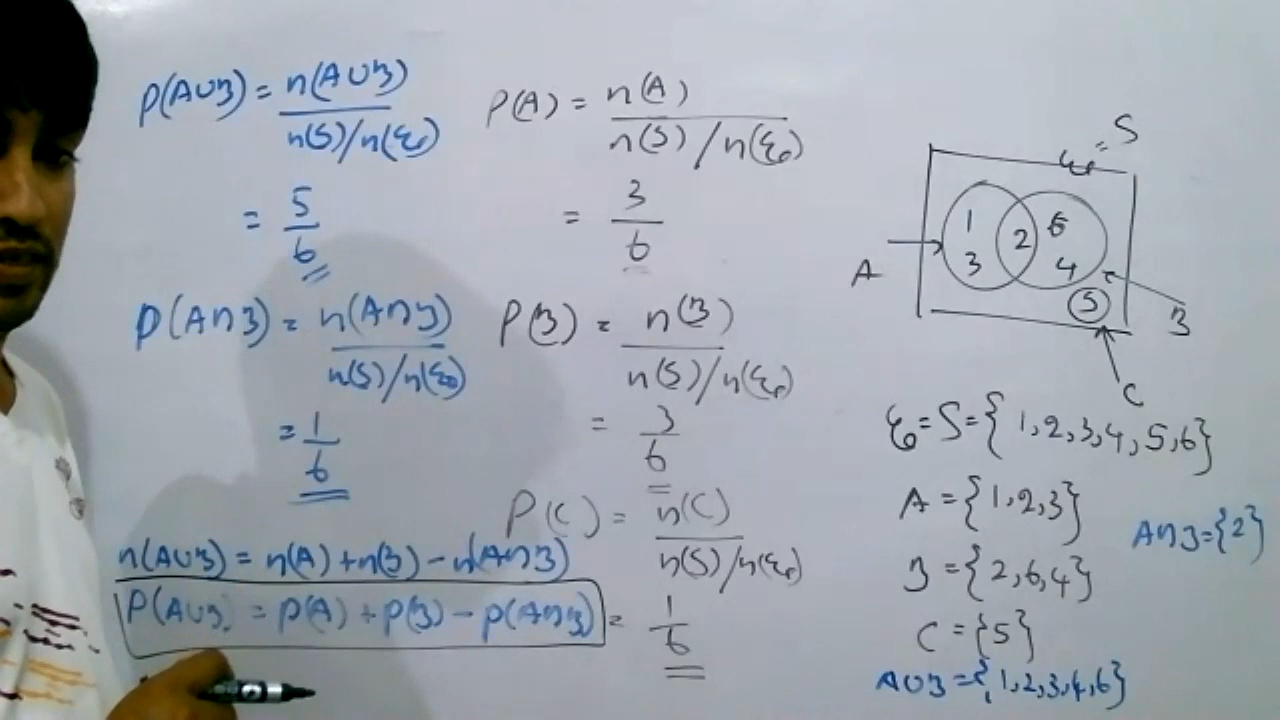 P(A∪B) = n(A∪B)
n(S)/n(ξ)
= 5
6
P(A∩B) = n(A∩B)
n(S)/n(ξ)
= 1
6
n(A∪B) = n(A) + n(B) - n(A∩B)
P(A∪B) = P(A) + P(B) - P(A∩B)
P(A) = n(A)
n(S)/n(ξ)
= 3
6
P(B) = n(B)
n(S)/n(ξ)
= 3
6
P(C) = n(C)
n(S)/n(ξ)
= 1
6
ξ = S
1 2 6
3 4
A
5
B
C
ξ = S = {1,2,3,4,5,6}
A = {1,2,3}
A∩B = {2}
B = {2,6,4}
C = {5}
A∪B = {1,2,3,4,6}